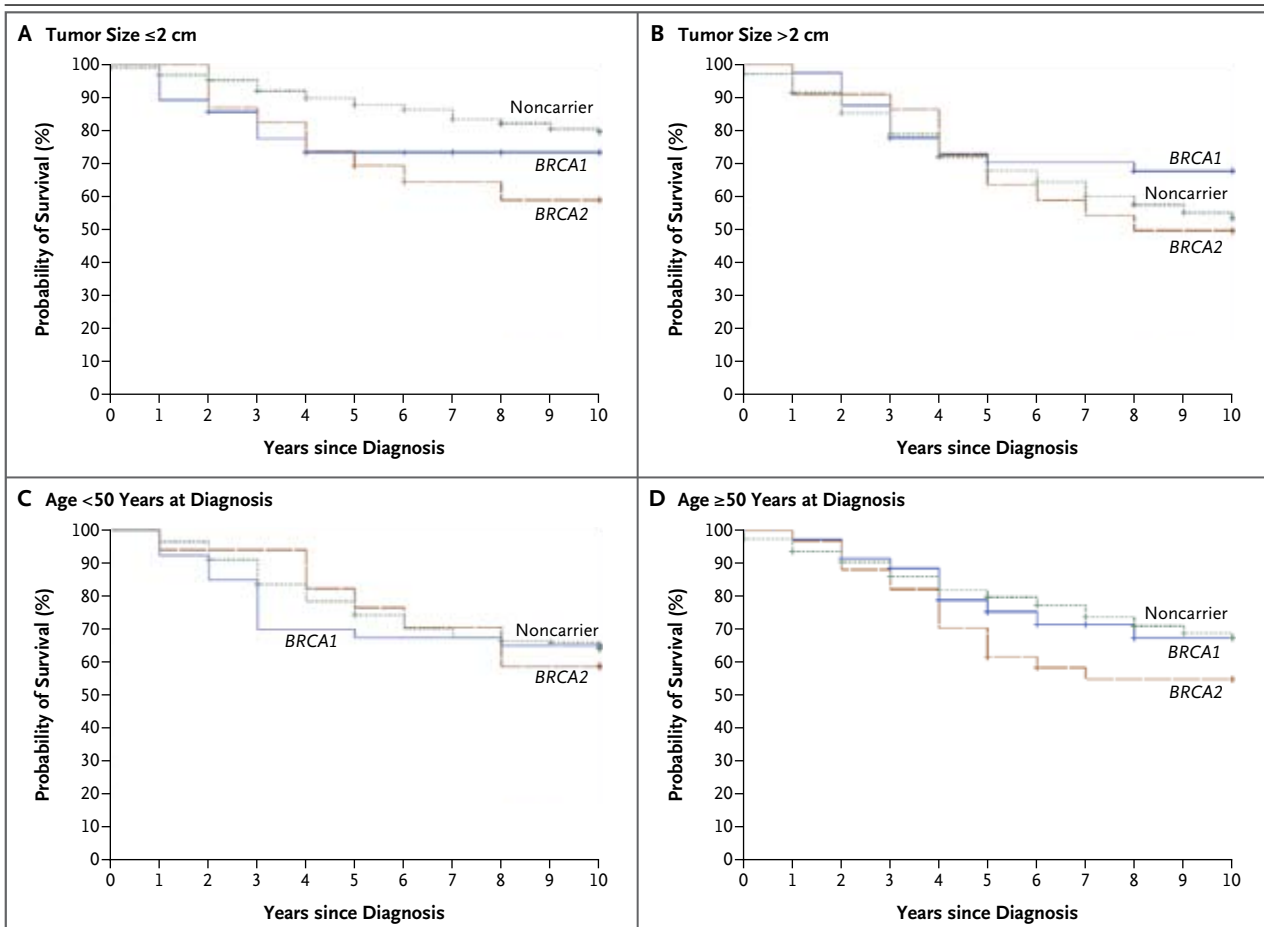 A Tumor Size ≤2 cm
Probability of Survival (%)
100
90
80
70
60
50
40
30
20
10
0
Noncarrier
BRCA1
BRCA2
0 1 2 3 4 5 6 7 8 9 10
Years since Diagnosis
B Tumor Size >2 cm
Probability of Survival (%)
100
90
80
70
60
50
40
30
20
10
0
BRCA1
Noncarrier
BRCA2
0 1 2 3 4 5 6 7 8 9 10
Years since Diagnosis
C Age <50 Years at Diagnosis
Probability of Survival (%)
100
90
80
70
60
50
40
30
20
10
0
Noncarrier
BRCA1
BRCA2
0 1 2 3 4 5 6 7 8 9 10
Years since Diagnosis
D Age ≥50 Years at Diagnosis
Probability of Survival (%)
100
90
80
70
60
50
40
30
20
10
0
Noncarrier
BRCA1
BRCA2
0 1 2 3 4 5 6 7 8 9 10
Years since Diagnosis